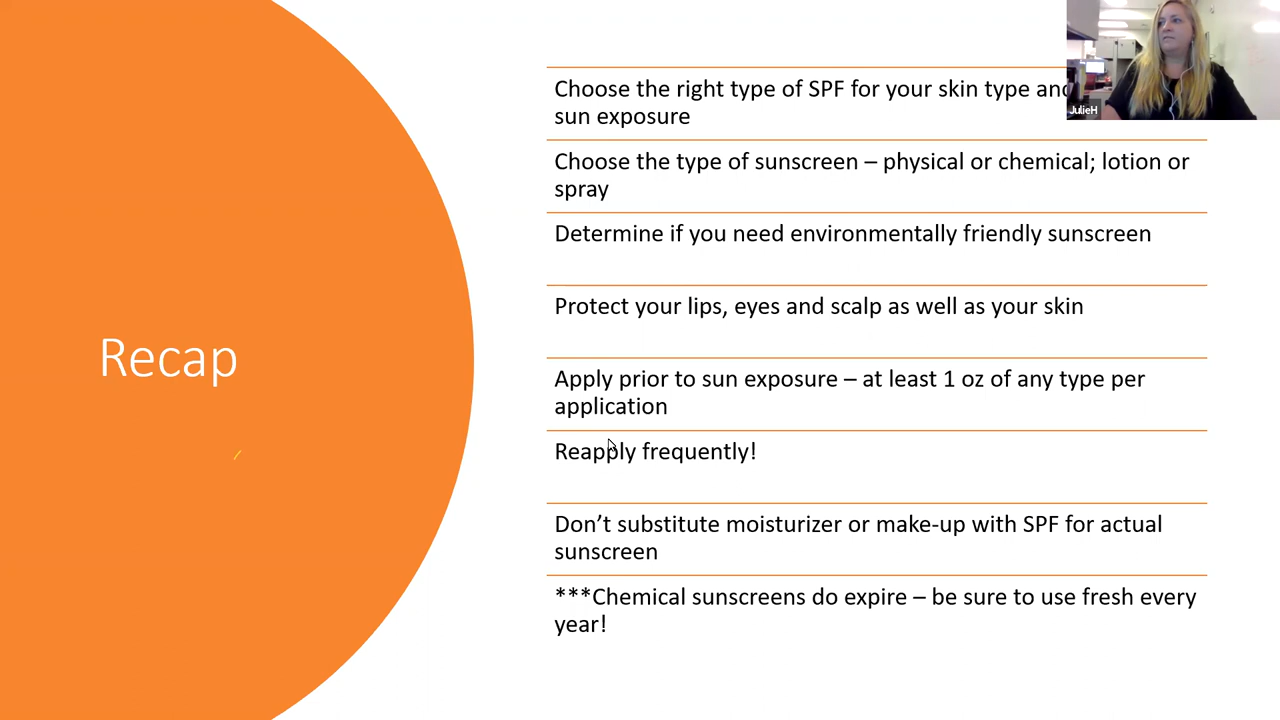 Recap
Choose the right type of SPF for your skin type and
sun exposure
Choose the type of sunscreen – physical or chemical; lotion or
spray
Determine if you need environmentally friendly sunscreen
Protect your lips, eyes and scalp as well as your skin
Apply prior to sun exposure – at least 1 oz of any type per
application
Reapply frequently!
Don’t substitute moisturizer or make-up with SPF for actual
sunscreen
***Chemical sunscreens do expire – be sure to use fresh every
year!
JulieH